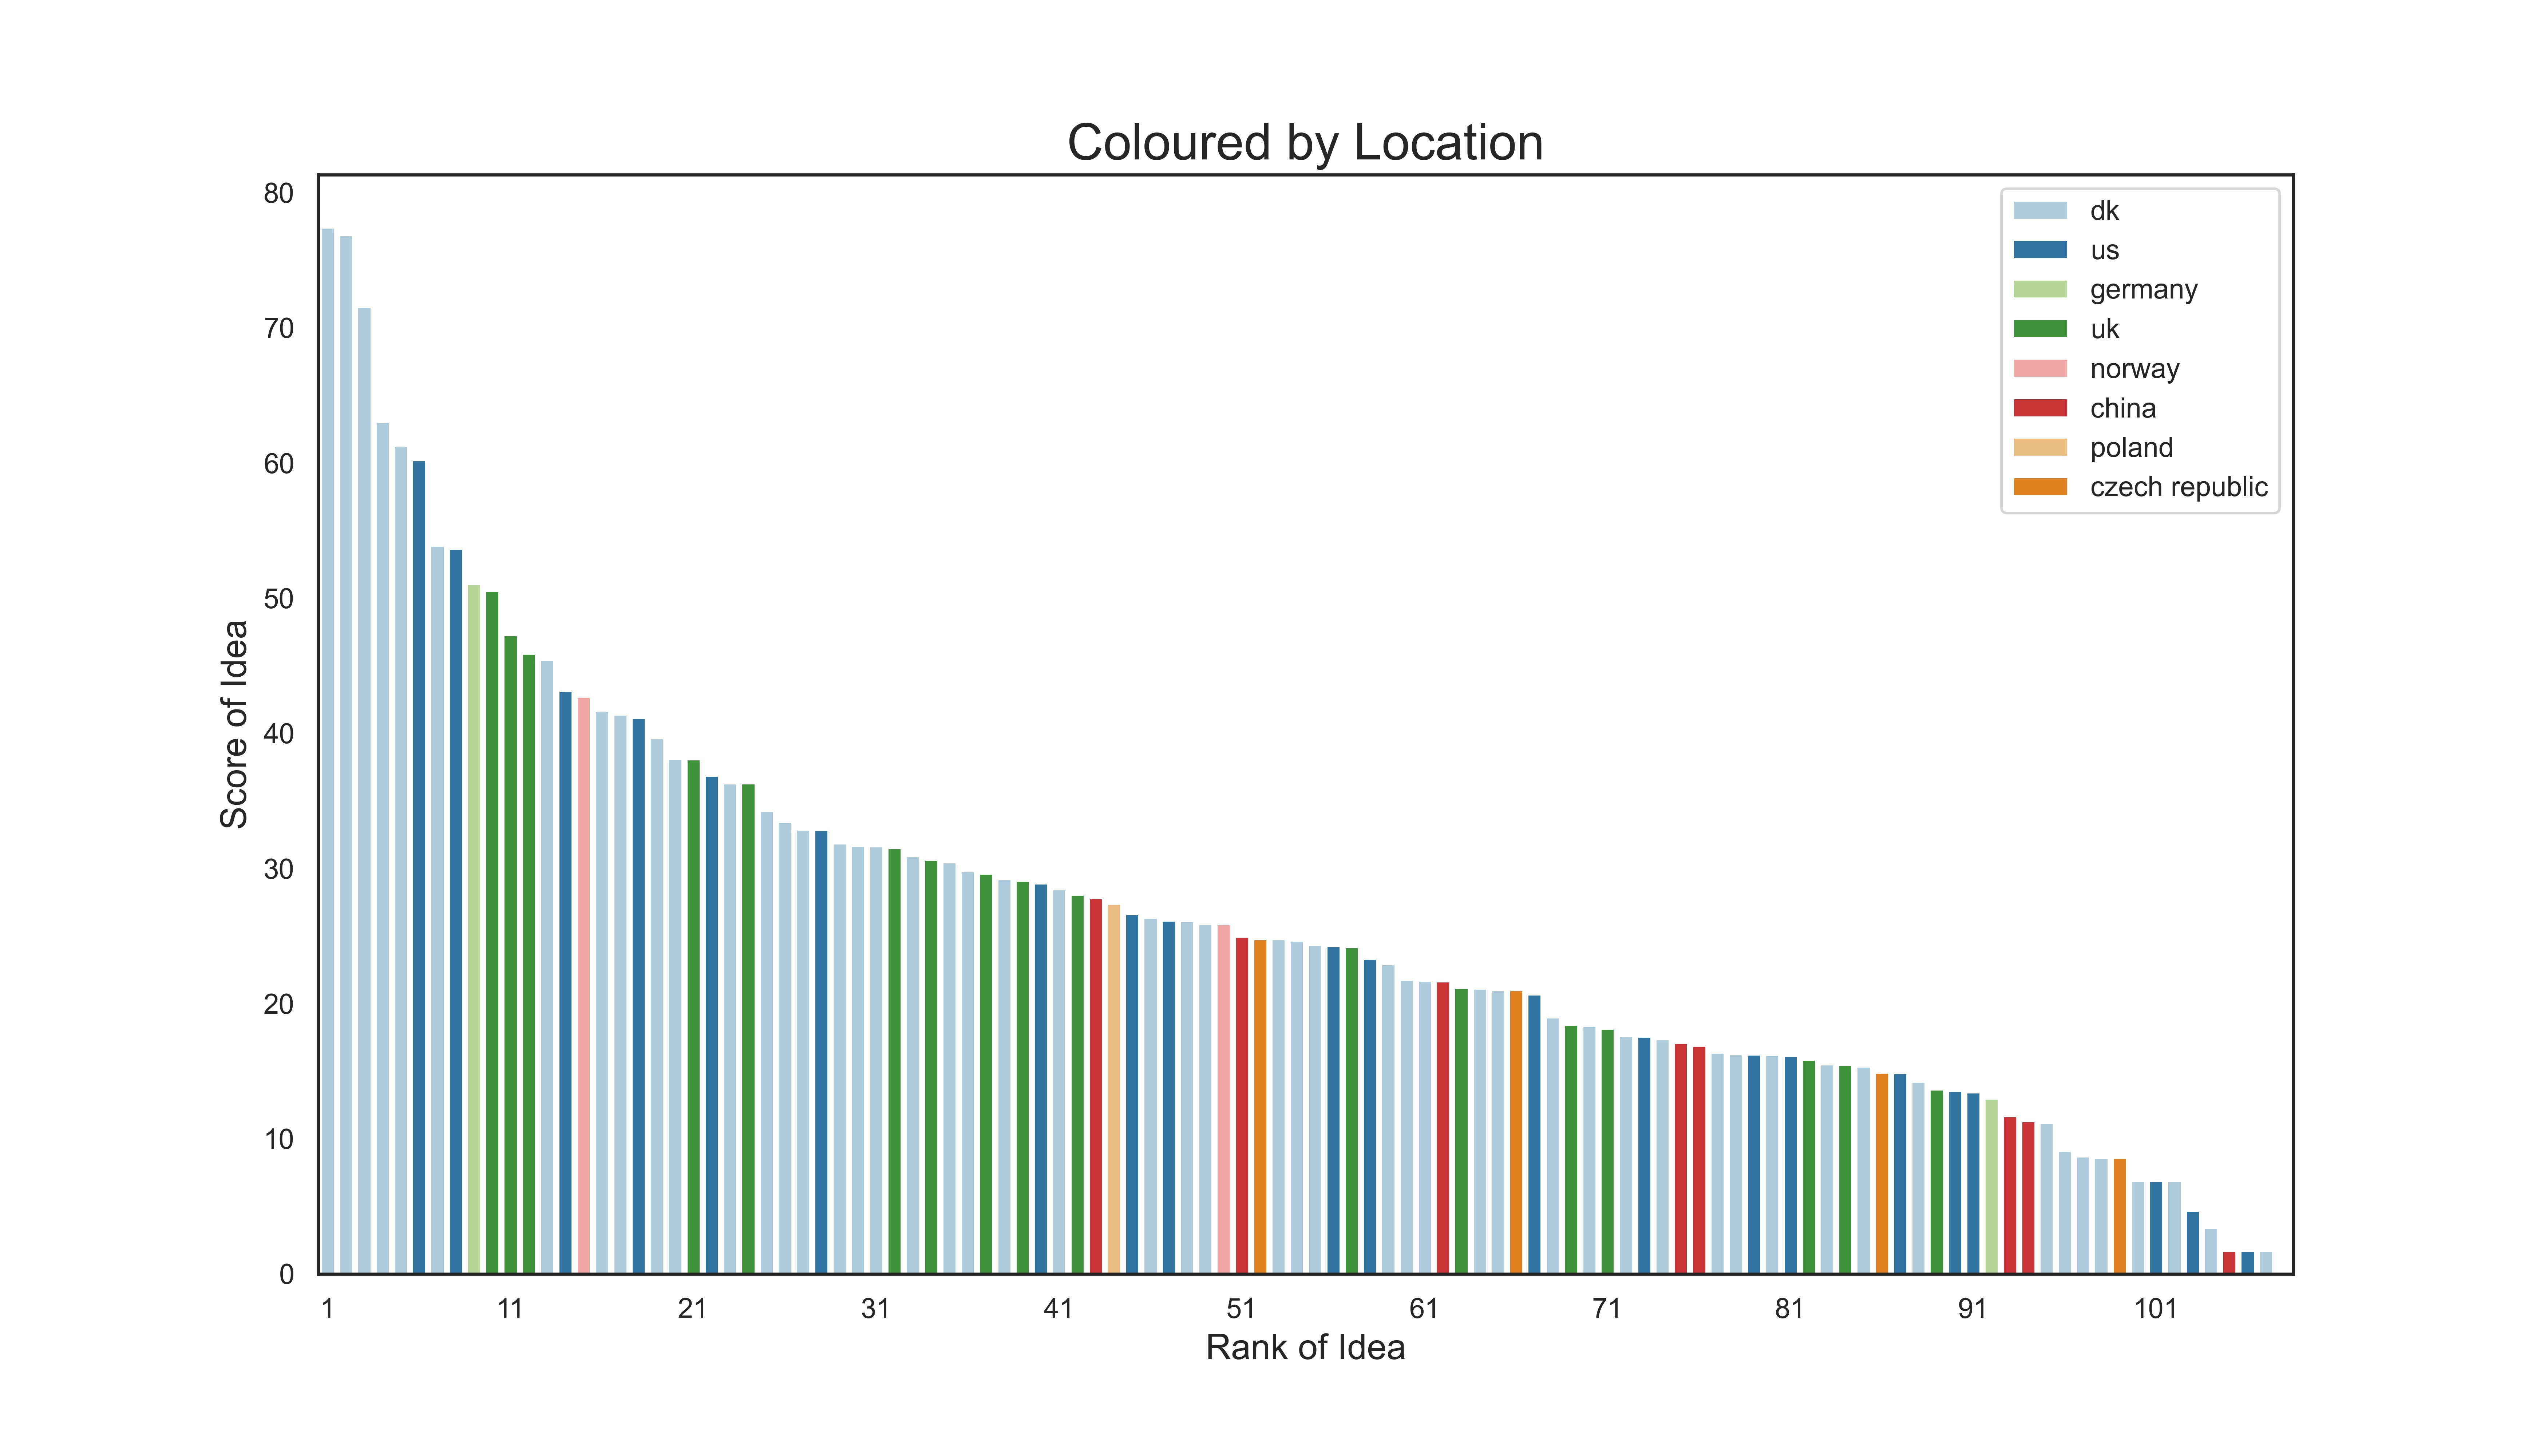 Coloured by Location
80
70
60
50
40
30
20
10
0
Score of Idea
dk
us
germany
uk
norway
china
poland
czech republic
1 11 21 31 41 51 61 71 81 91 101
Rank of Idea